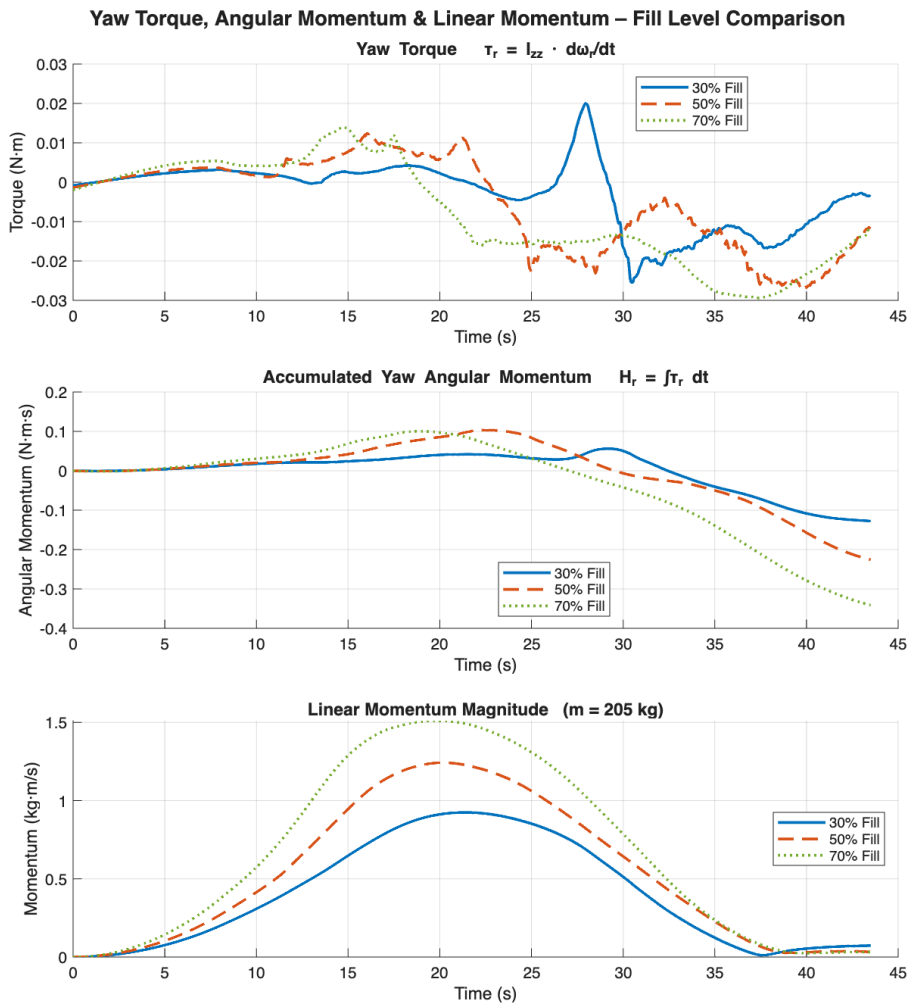 Yaw Torque, Angular Momentum & Linear Momentum – Fill Level Comparison
Yaw Torque τᵣ = I_zz · dωᵣ/dt
0.03
0.02
0.01
0
-0.01
-0.02
-0.03
Torque (N·m)
30% Fill
50% Fill
70% Fill
0 5 10 15 20 25 30 35 40 45
Time (s)
Accumulated Yaw Angular Momentum Hᵣ = ∫τᵣ dt
0.2
0.1
0
-0.1
-0.2
-0.3
-0.4
Angular Momentum (N·m·s)
30% Fill
50% Fill
70% Fill
0 5 10 15 20 25 30 35 40 45
Time (s)
Linear Momentum Magnitude (m = 205 kg)
1.5
1
0.5
0
Momentum (kg·m/s)
30% Fill
50% Fill
70% Fill
0 5 10 15 20 25 30 35 40 45
Time (s)